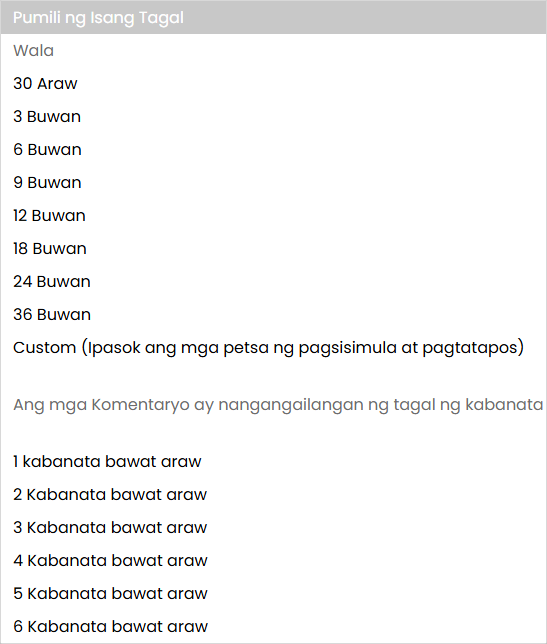 Pumili ng Isang Tagal
Wala
30 Araw
3 Buwan
6 Buwan
9 Buwan
12 Buwan
18 Buwan
24 Buwan
36 Buwan
Custom (Ipasok ang mga petsa ng pagsisimula at pagtatapos)
Ang mga Komentaryo ay nangangailangan ng tagal ng kabanata
1 kabanata bawat araw
2 Kabanata bawat araw
3 Kabanata bawat araw
4 Kabanata bawat araw
5 Kabanata bawat araw
6 Kabanata bawat araw